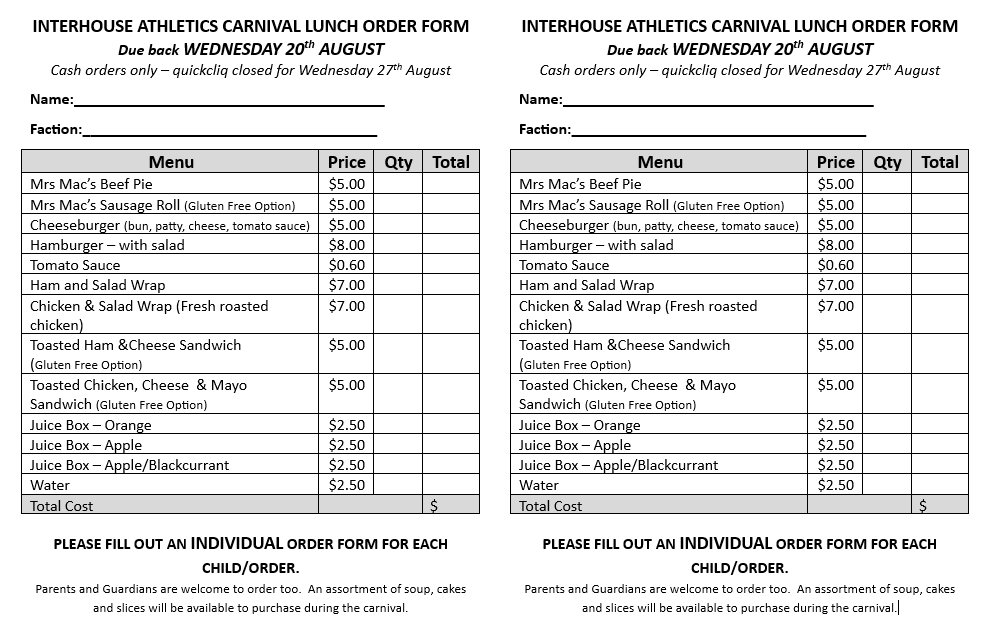 INTERHOUSE ATHLETICS CARNIVAL LUNCH ORDER FORM
Due back WEDNESDAY 20th AUGUST
Cash orders only – quickcliq closed for Wednesday 27th August
Name:
Faction:
Menu Price Qty Total
Mrs Mac's Beef Pie $5.00
Mrs Mac's Sausage Roll (Gluten Free Option) $5.00
Cheeseburger (bun, patty, cheese, tomato sauce) $5.00
Hamburger – with salad $8.00
Tomato Sauce $0.60
Ham and Salad Wrap $7.00
Chicken & Salad Wrap (Fresh roasted $7.00
chicken)
Toasted Ham &Cheese Sandwich $5.00
(Gluten Free Option)
Toasted Chicken, Cheese  & Mayo $5.00
Sandwich (Gluten Free Option)
Juice Box – Orange $2.50
Juice Box – Apple $2.50
Juice Box – Apple/Blackcurrant $2.50
Water $2.50
Total Cost $
PLEASE FILL OUT AN INDIVIDUAL ORDER FORM FOR EACH
CHILD/ORDER.
Parents and Guardians are welcome to order too.  An assortment of soup, cakes
and slices will be available to purchase during the carnival.
INTERHOUSE ATHLETICS CARNIVAL LUNCH ORDER FORM
Due back WEDNESDAY 20th AUGUST
Cash orders only – quickcliq closed for Wednesday 27th August
Name:
Faction:
Menu Price Qty Total
Mrs Mac's Beef Pie $5.00
Mrs Mac's Sausage Roll (Gluten Free Option) $5.00
Cheeseburger (bun, patty, cheese, tomato sauce) $5.00
Hamburger – with salad $8.00
Tomato Sauce $0.60
Ham and Salad Wrap $7.00
Chicken & Salad Wrap (Fresh roasted $7.00
chicken)
Toasted Ham &Cheese Sandwich $5.00
(Gluten Free Option)
Toasted Chicken, Cheese  & Mayo $5.00
Sandwich (Gluten Free Option)
Juice Box – Orange $2.50
Juice Box – Apple $2.50
Juice Box – Apple/Blackcurrant $2.50
Water $2.50
Total Cost $
PLEASE FILL OUT AN INDIVIDUAL ORDER FORM FOR EACH
CHILD/ORDER.
Parents and Guardians are welcome to order too.  An assortment of soup, cakes
and slices will be available to purchase during the carnival.